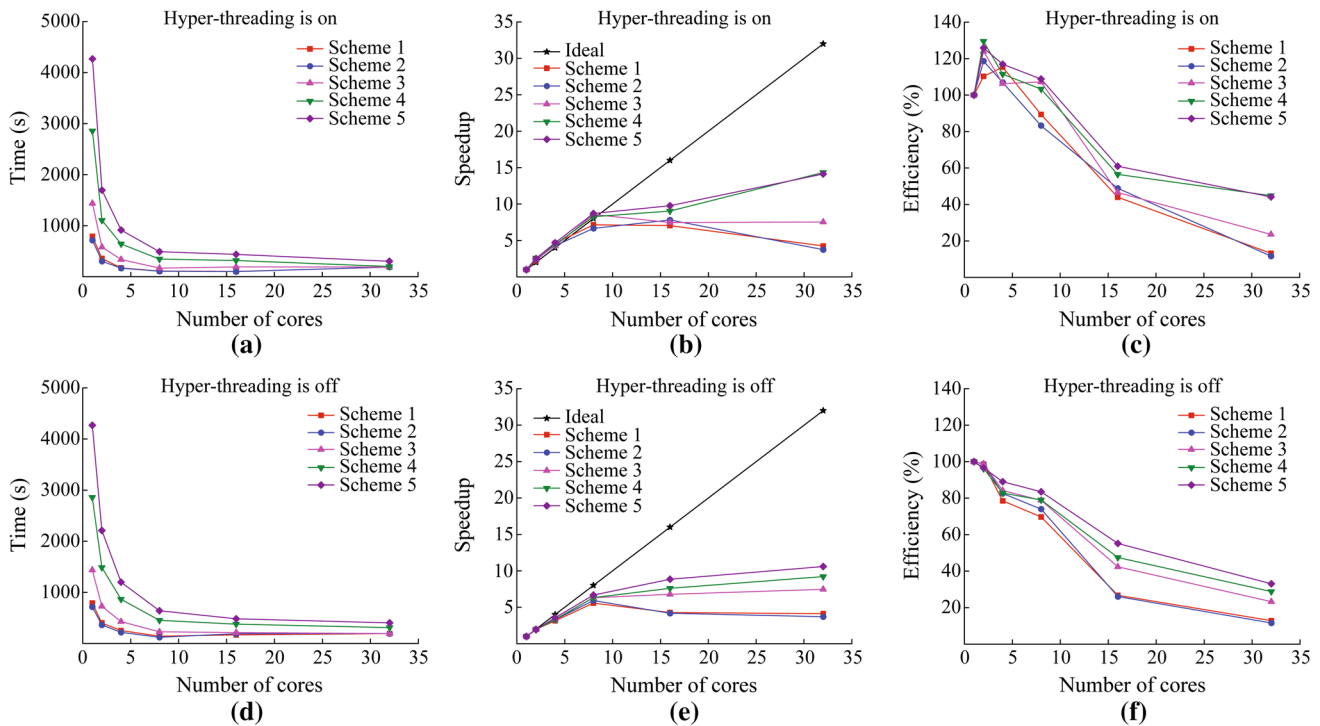 Hyper-threading is on
5000
4000
3000
2000
1000
0 5 10 15 20 25 30 35
Time (s)
Number of cores
Scheme 1
Scheme 2
Scheme 3
Scheme 4
Scheme 5
(a)
Hyper-threading is on
35
30
25
20
15
10
5
0 5 10 15 20 25 30 35
Speedup
Number of cores
Ideal
Scheme 1
Scheme 2
Scheme 3
Scheme 4
Scheme 5
(b)
Hyper-threading is on
140
120
100
80
60
40
20
0 5 10 15 20 25 30 35
Efficiency (%)
Number of cores
Scheme 1
Scheme 2
Scheme 3
Scheme 4
Scheme 5
(c)
Hyper-threading is off
5000
4000
3000
2000
1000
0 5 10 15 20 25 30 35
Time (s)
Number of cores
Scheme 1
Scheme 2
Scheme 3
Scheme 4
Scheme 5
(d)
Hyper-threading is off
35
30
25
20
15
10
5
0 5 10 15 20 25 30 35
Speedup
Number of cores
Ideal
Scheme 1
Scheme 2
Scheme 3
Scheme 4
Scheme 5
(e)
Hyper-threading is off
140
120
100
80
60
40
20
0 5 10 15 20 25 30 35
Efficiency (%)
Number of cores
Scheme 1
Scheme 2
Scheme 3
Scheme 4
Scheme 5
(f)